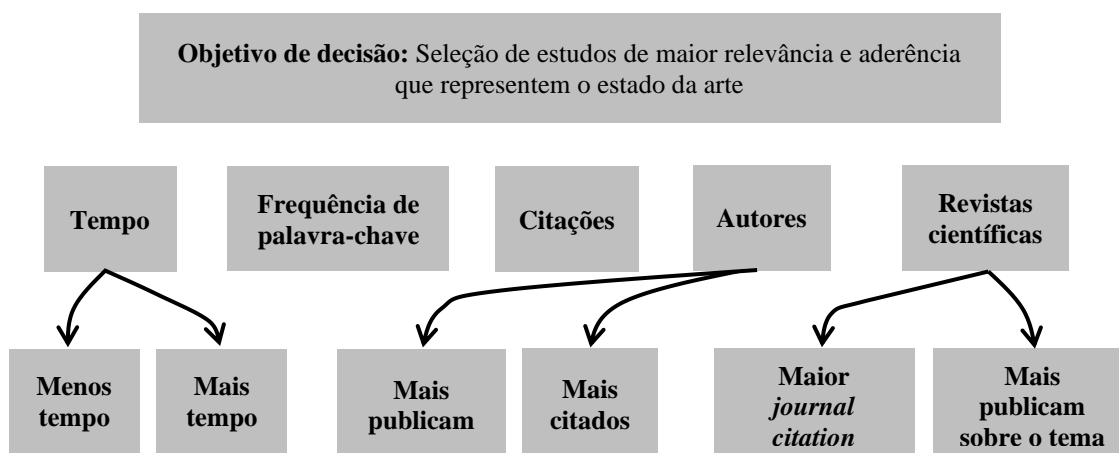 Objetivo de decisão: Seleção de estudos de maior relevância e aderência
que representem o estado da arte
Tempo
Frequência de
palavra-chave
Citações
Autores
Revistas
científicas
Menos
tempo
Mais
tempo
Mais
publicam
Mais
citados
Maior
journal
citation
Mais
publicam
sobre o tema